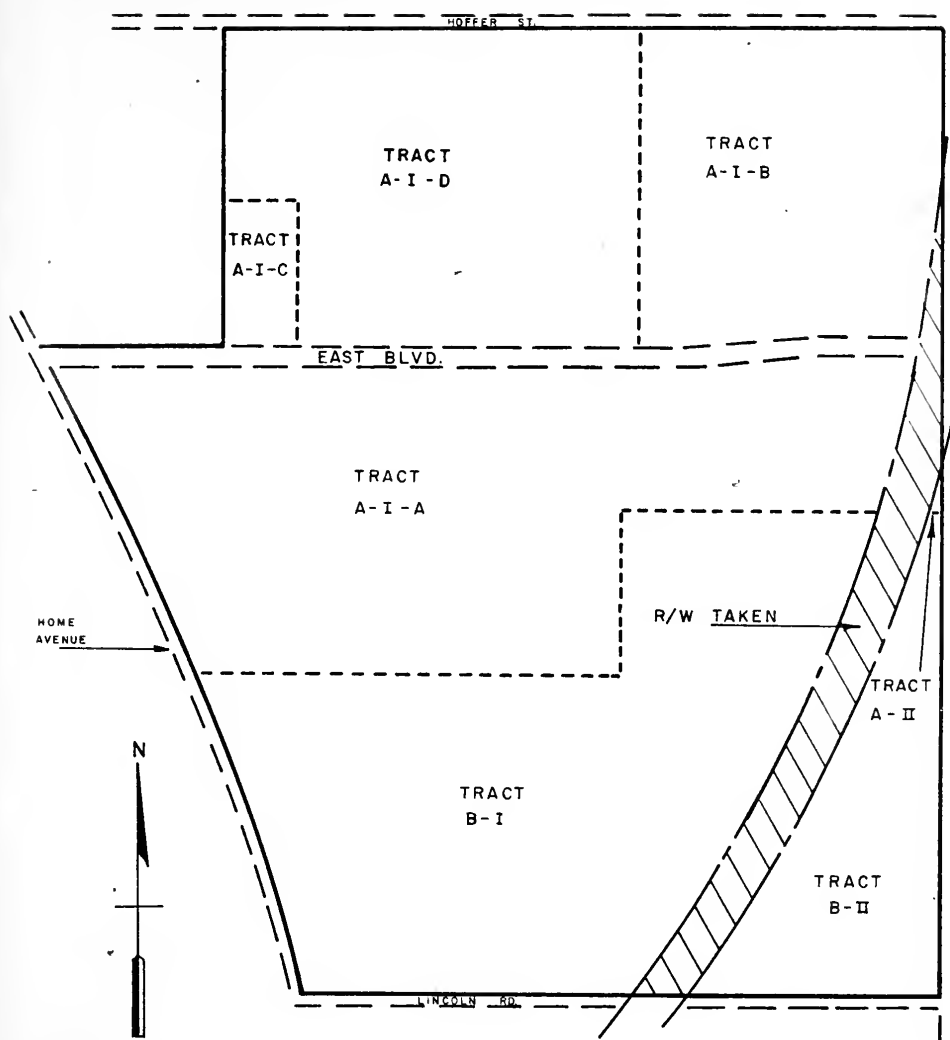 HOFFER ST.
TRACT
A-I-D
TRACT
A-I-B
TRACT
A-I-C
EAST BLVD.
TRACT
A-I-A
HOME
AVENUE
R/W TAKEN
TRACT
A-II
N
TRACT
B-I
TRACT
B-II
LINCOLN RD.